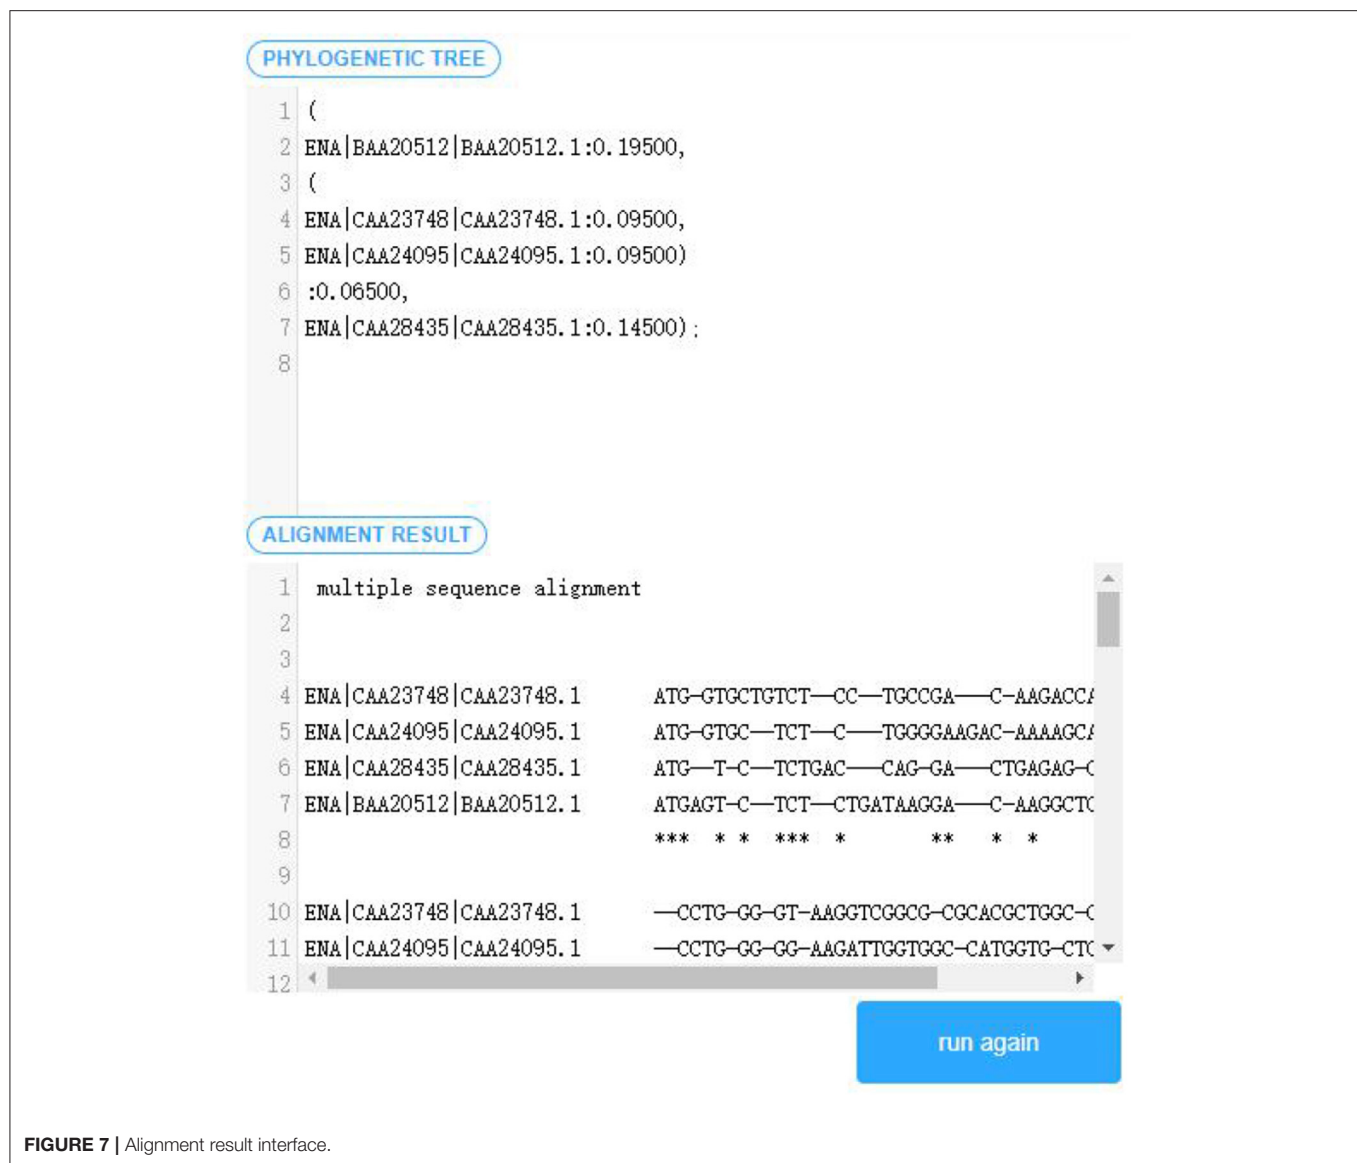 PHYLOGENETIC TREE
1 (
2 ENA|BAA20512|BAA20512.1:0.19500,
3 (
4 ENA|CAA23748|CAA23748.1:0.09500,
5 ENA|CAA24095|CAA24095.1:0.09500)
6 :0.06500,
7 ENA|CAA28435|CAA28435.1:0.14500);
8
ALIGNMENT RESULT
1 multiple sequence alignment
2
3
4 ENA|CAA23748|CAA23748.1 ATG-GTGCTGTCT--CC--TGCCGA---C-AAGACCA
5 ENA|CAA24095|CAA24095.1 ATG-GTGC--TCT--C---TGGGGAAGAC-AAAAGCA
6 ENA|CAA28435|CAA28435.1 ATG--T-C--TCTGAC---CAG-GA---CTGAGAG-C
7 ENA|BAA20512|BAA20512.1 ATGAGT-C--TCT--CTGATAAGGA---C-AAGGCTG
8 *** * * *** * ** * *
9
10 ENA|CAA23748|CAA23748.1 --CCTG-GG-GT-AAGGTCGGCG-CGCACGCTGGC-C
11 ENA|CAA24095|CAA24095.1 --CCTG-GG-GG-AAGATTGGTGGC-CATGGTG-CTG
12
run again
FIGURE 7 | Alignment result interface.